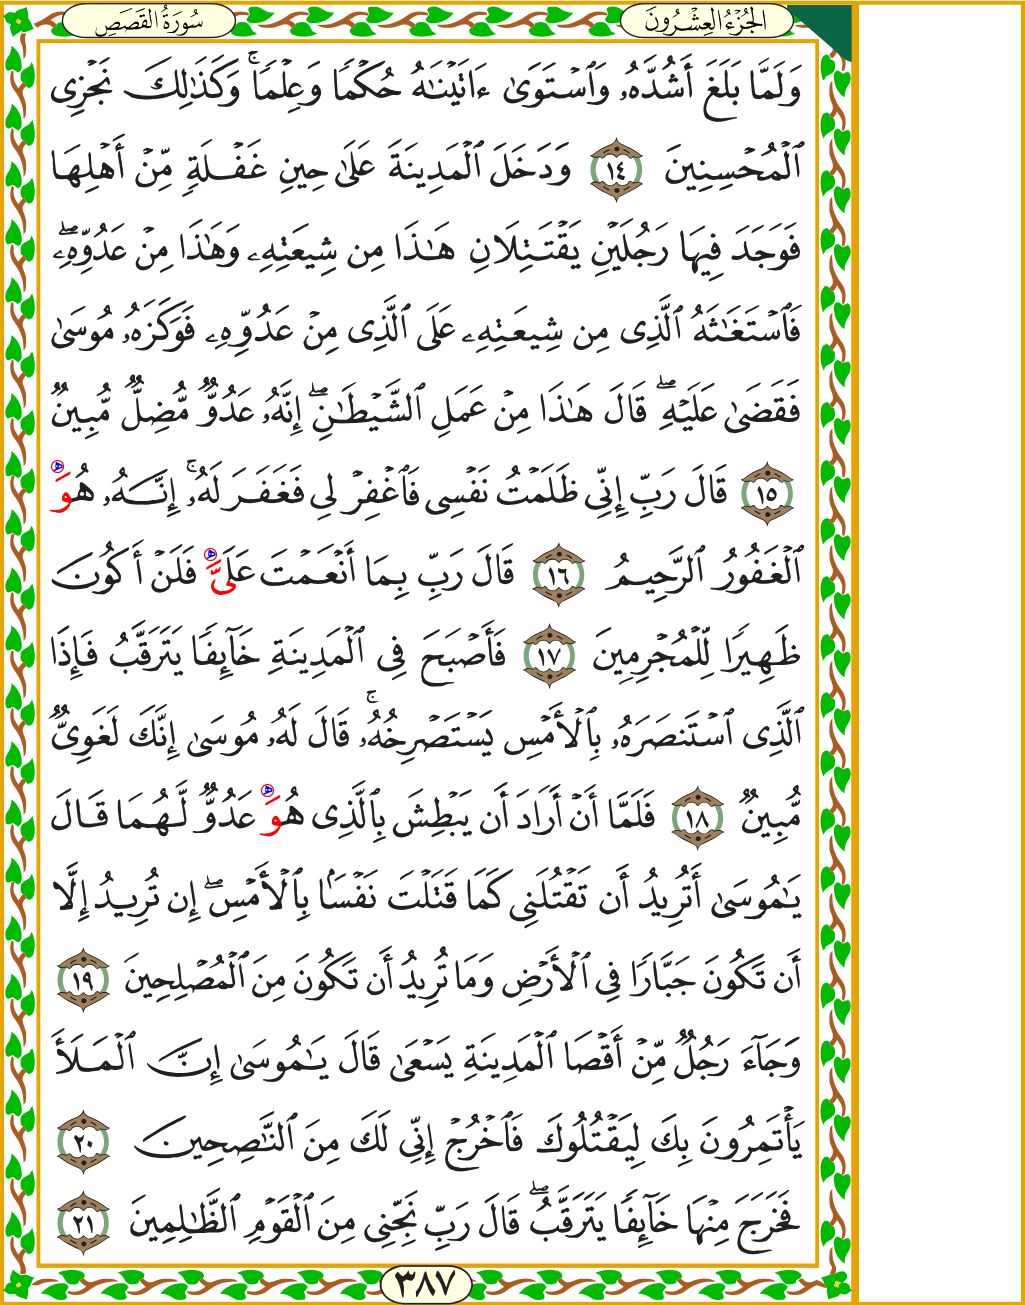 الجُزْءُ العِشْرُونَ
سُورَةُ القَصَصِ
وَلَمَّا بَلَغَ أَشُدَّهُۥ وَٱسْتَوَىٰٓ ءَاتَيْنَٰهُ حُكْمًا وَعِلْمًا ۚ وَكَذَٰلِكَ نَجْزِى
ٱلْمُحْسِنِينَ ١٤ وَدَخَلَ ٱلْمَدِينَةَ عَلَىٰ حِينِ غَفْلَةٍ مِّنْ أَهْلِهَا
فَوَجَدَ فِيهَا رَجُلَيْنِ يَقْتَتِلَانِ هَٰذَا مِن شِيعَتِهِۦ وَهَٰذَا مِنْ عَدُوِّهِۦ ۖ
فَٱسْتَغَٰثَهُ ٱلَّذِى مِن شِيعَتِهِۦ عَلَى ٱلَّذِى مِنْ عَدُوِّهِۦ فَوَكَزَهُۥ مُوسَىٰ
فَقَضَىٰ عَلَيْهِ ۖ قَالَ هَٰذَا مِنْ عَمَلِ ٱلشَّيْطَٰنِ ۖ إِنَّهُۥ عَدُوٌّ مُّضِلٌّ مُّبِينٌ
١٥ قَالَ رَبِّ إِنِّى ظَلَمْتُ نَفْسِى فَٱغْفِرْ لِى فَغَفَرَ لَهُۥٓ ۚ إِنَّهُۥ هُوَ
ٱلْغَفُورُ ٱلرَّحِيمُ ١٦ قَالَ رَبِّ بِمَآ أَنْعَمْتَ عَلَىَّ فَلَنْ أَكُونَ
ظَهِيرًا لِّلْمُجْرِمِينَ ١٧ فَأَصْبَحَ فِى ٱلْمَدِينَةِ خَآئِفًا يَتَرَقَّبُ فَإِذَا
ٱلَّذِى ٱسْتَنصَرَهُۥ بِٱلْأَمْسِ يَسْتَصْرِخُهُۥ ۚ قَالَ لَهُۥ مُوسَىٰٓ إِنَّكَ لَغَوِىٌّ
مُّبِينٌ ١٨ فَلَمَّآ أَنْ أَرَادَ أَن يَبْطِشَ بِٱلَّذِى هُوَ عَدُوٌّ لَّهُمَا قَالَ
يَٰمُوسَىٰٓ أَتُرِيدُ أَن تَقْتُلَنِى كَمَا قَتَلْتَ نَفْسًۢا بِٱلْأَمْسِ ۖ إِن تُرِيدُ إِلَّآ
أَن تَكُونَ جَبَّارًا فِى ٱلْأَرْضِ وَمَا تُرِيدُ أَن تَكُونَ مِنَ ٱلْمُصْلِحِينَ ١٩
وَجَآءَ رَجُلٌ مِّنْ أَقْصَا ٱلْمَدِينَةِ يَسْعَىٰ قَالَ يَٰمُوسَىٰٓ إِنَّ ٱلْمَلَأَ
يَأْتَمِرُونَ بِكَ لِيَقْتُلُوكَ فَٱخْرُجْ إِنِّى لَكَ مِنَ ٱلنَّٰصِحِينَ ٢٠
فَخَرَجَ مِنْهَا خَآئِفًا يَتَرَقَّبُ ۖ قَالَ رَبِّ نَجِّنِى مِنَ ٱلْقَوْمِ ٱلظَّٰلِمِينَ ٢١
٣٨٧